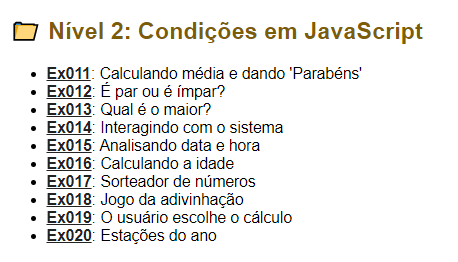 Nível 2: Condições em JavaScript
Ex011: Calculando média e dando 'Parabéns'
Ex012: É par ou é ímpar?
Ex013: Qual é o maior?
Ex014: Interagindo com o sistema
Ex015: Analisando data e hora
Ex016: Calculando a idade
Ex017: Sorteador de números
Ex018: Jogo da adivinhação
Ex019: O usuário escolhe o cálculo
Ex020: Estações do ano